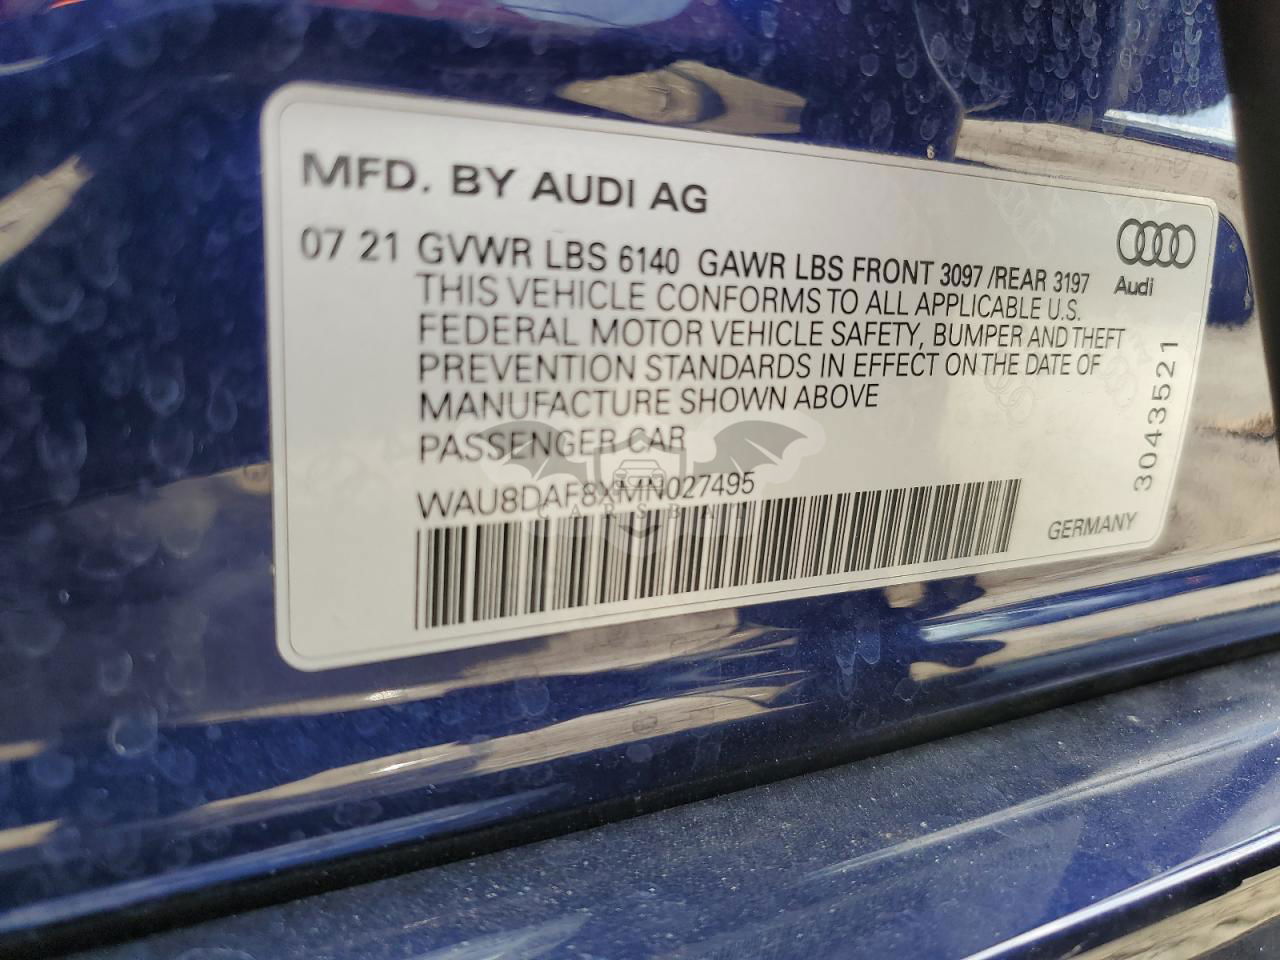 MFD. BY AUDI AG
07 21 GVWR LBS 6140 GAWR LBS FRONT 3097 /REAR 3197
THIS VEHICLE CONFORMS TO ALL APPLICABLE U.S.
FEDERAL MOTOR VEHICLE SAFETY, BUMPER AND THEFT
PREVENTION STANDARDS IN EFFECT ON THE DATE OF
MANUFACTURE SHOWN ABOVE
PASSENGER CAR
WAU8DAF8XMN027495
CARSBAT
Audi
3043521
GERMANY